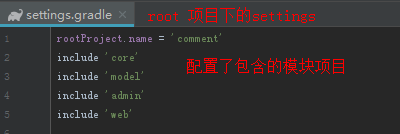 settings.gradle
root 项目下的settings
1 rootProject.name = 'comment'
2 include 'core'
3 include 'model'
配置了包含的模块项目
4 include 'admin'
5 include 'web'